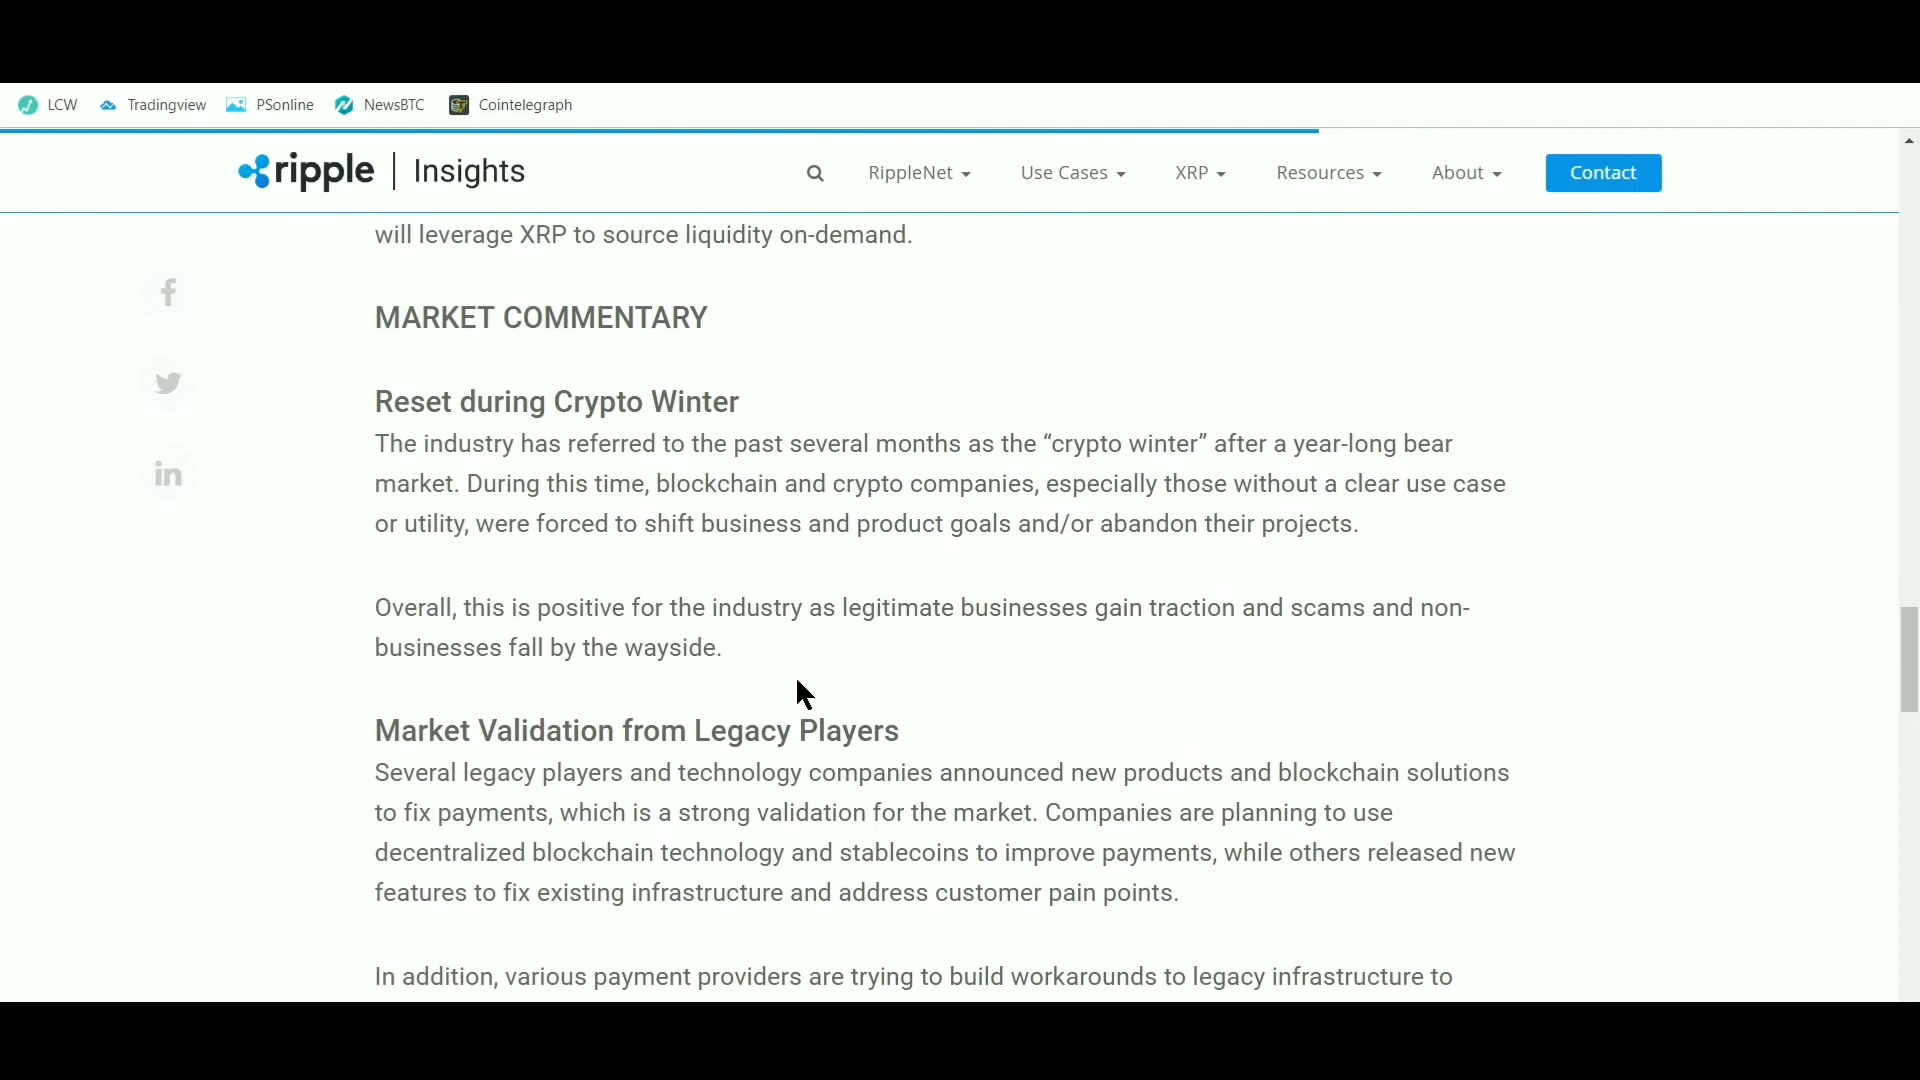 LCW Tradingview PSonline NewsBTC Cointelegraph
ripple | Insights RippleNet Use Cases XRP Resources About Contact
will leverage XRP to source liquidity on-demand.
MARKET COMMENTARY
Reset during Crypto Winter
The industry has referred to the past several months as the “crypto winter” after a year-long bear
market. During this time, blockchain and crypto companies, especially those without a clear use case
or utility, were forced to shift business and product goals and/or abandon their projects.
Overall, this is positive for the industry as legitimate businesses gain traction and scams and non-
businesses fall by the wayside.
Market Validation from Legacy Players
Several legacy players and technology companies announced new products and blockchain solutions
to fix payments, which is a strong validation for the market. Companies are planning to use
decentralized blockchain technology and stablecoins to improve payments, while others released new
features to fix existing infrastructure and address customer pain points.
In addition, various payment providers are trying to build workarounds to legacy infrastructure to